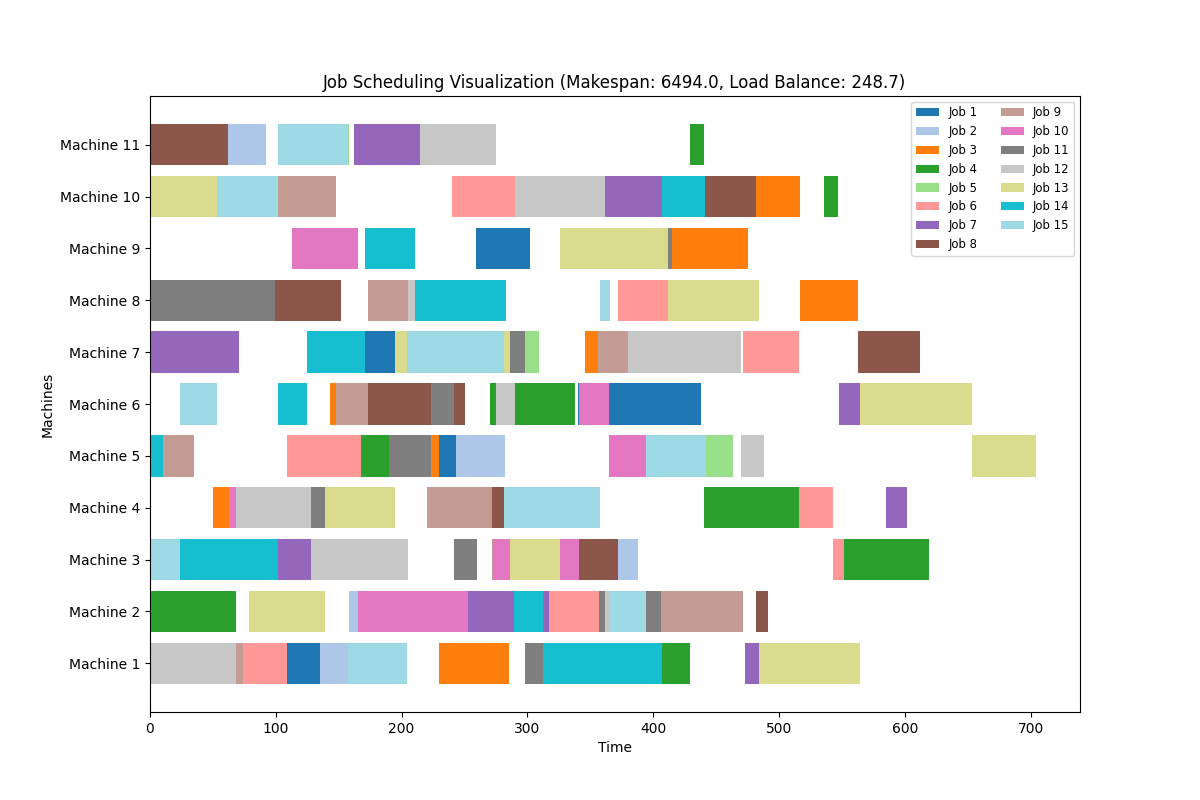 Job Scheduling Visualization (Makespan: 6494.0, Load Balance: 248.7)
Job 1
Job 2
Job 3
Job 4
Job 5
Job 6
Job 7
Job 8
Job 9
Job 10
Job 11
Job 12
Job 13
Job 14
Job 15
Machines
Machine 11
Machine 10
Machine 9
Machine 8
Machine 7
Machine 6
Machine 5
Machine 4
Machine 3
Machine 2
Machine 1
0 100 200 300 400 500 600 700
Time